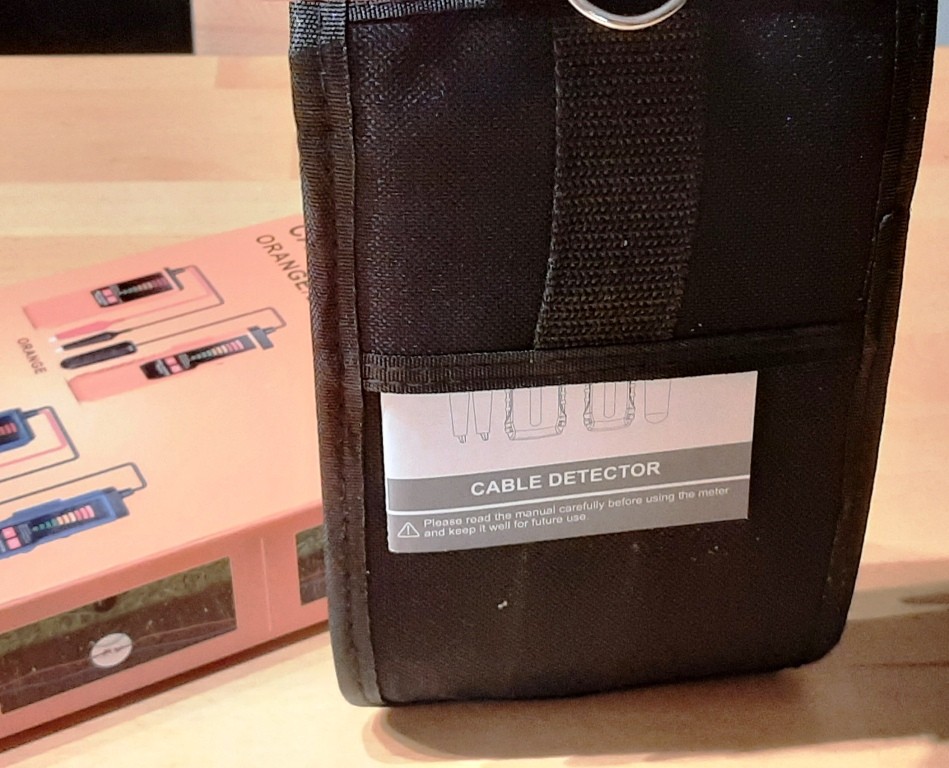 ORANGE
ORANGE
CABLE DETECTOR
Please read the manual carefully before using the meter
and keep it well for future use.